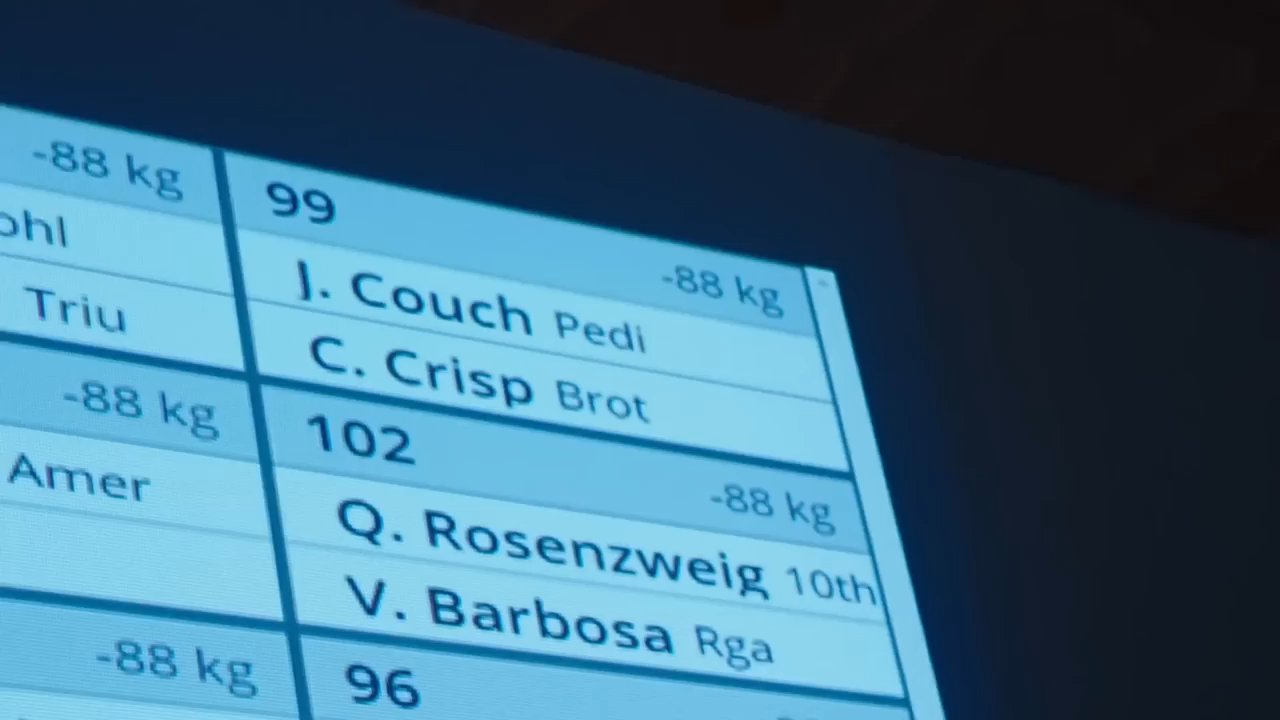 -88 kg
ohl
Triu
-88 kg
Amer
-88 kg
99
-88 kg
J. Couch Pedi
C. Crisp Brot
102
-88 kg
Q. Rosenzweig 10th
V. Barbosa Rga
96